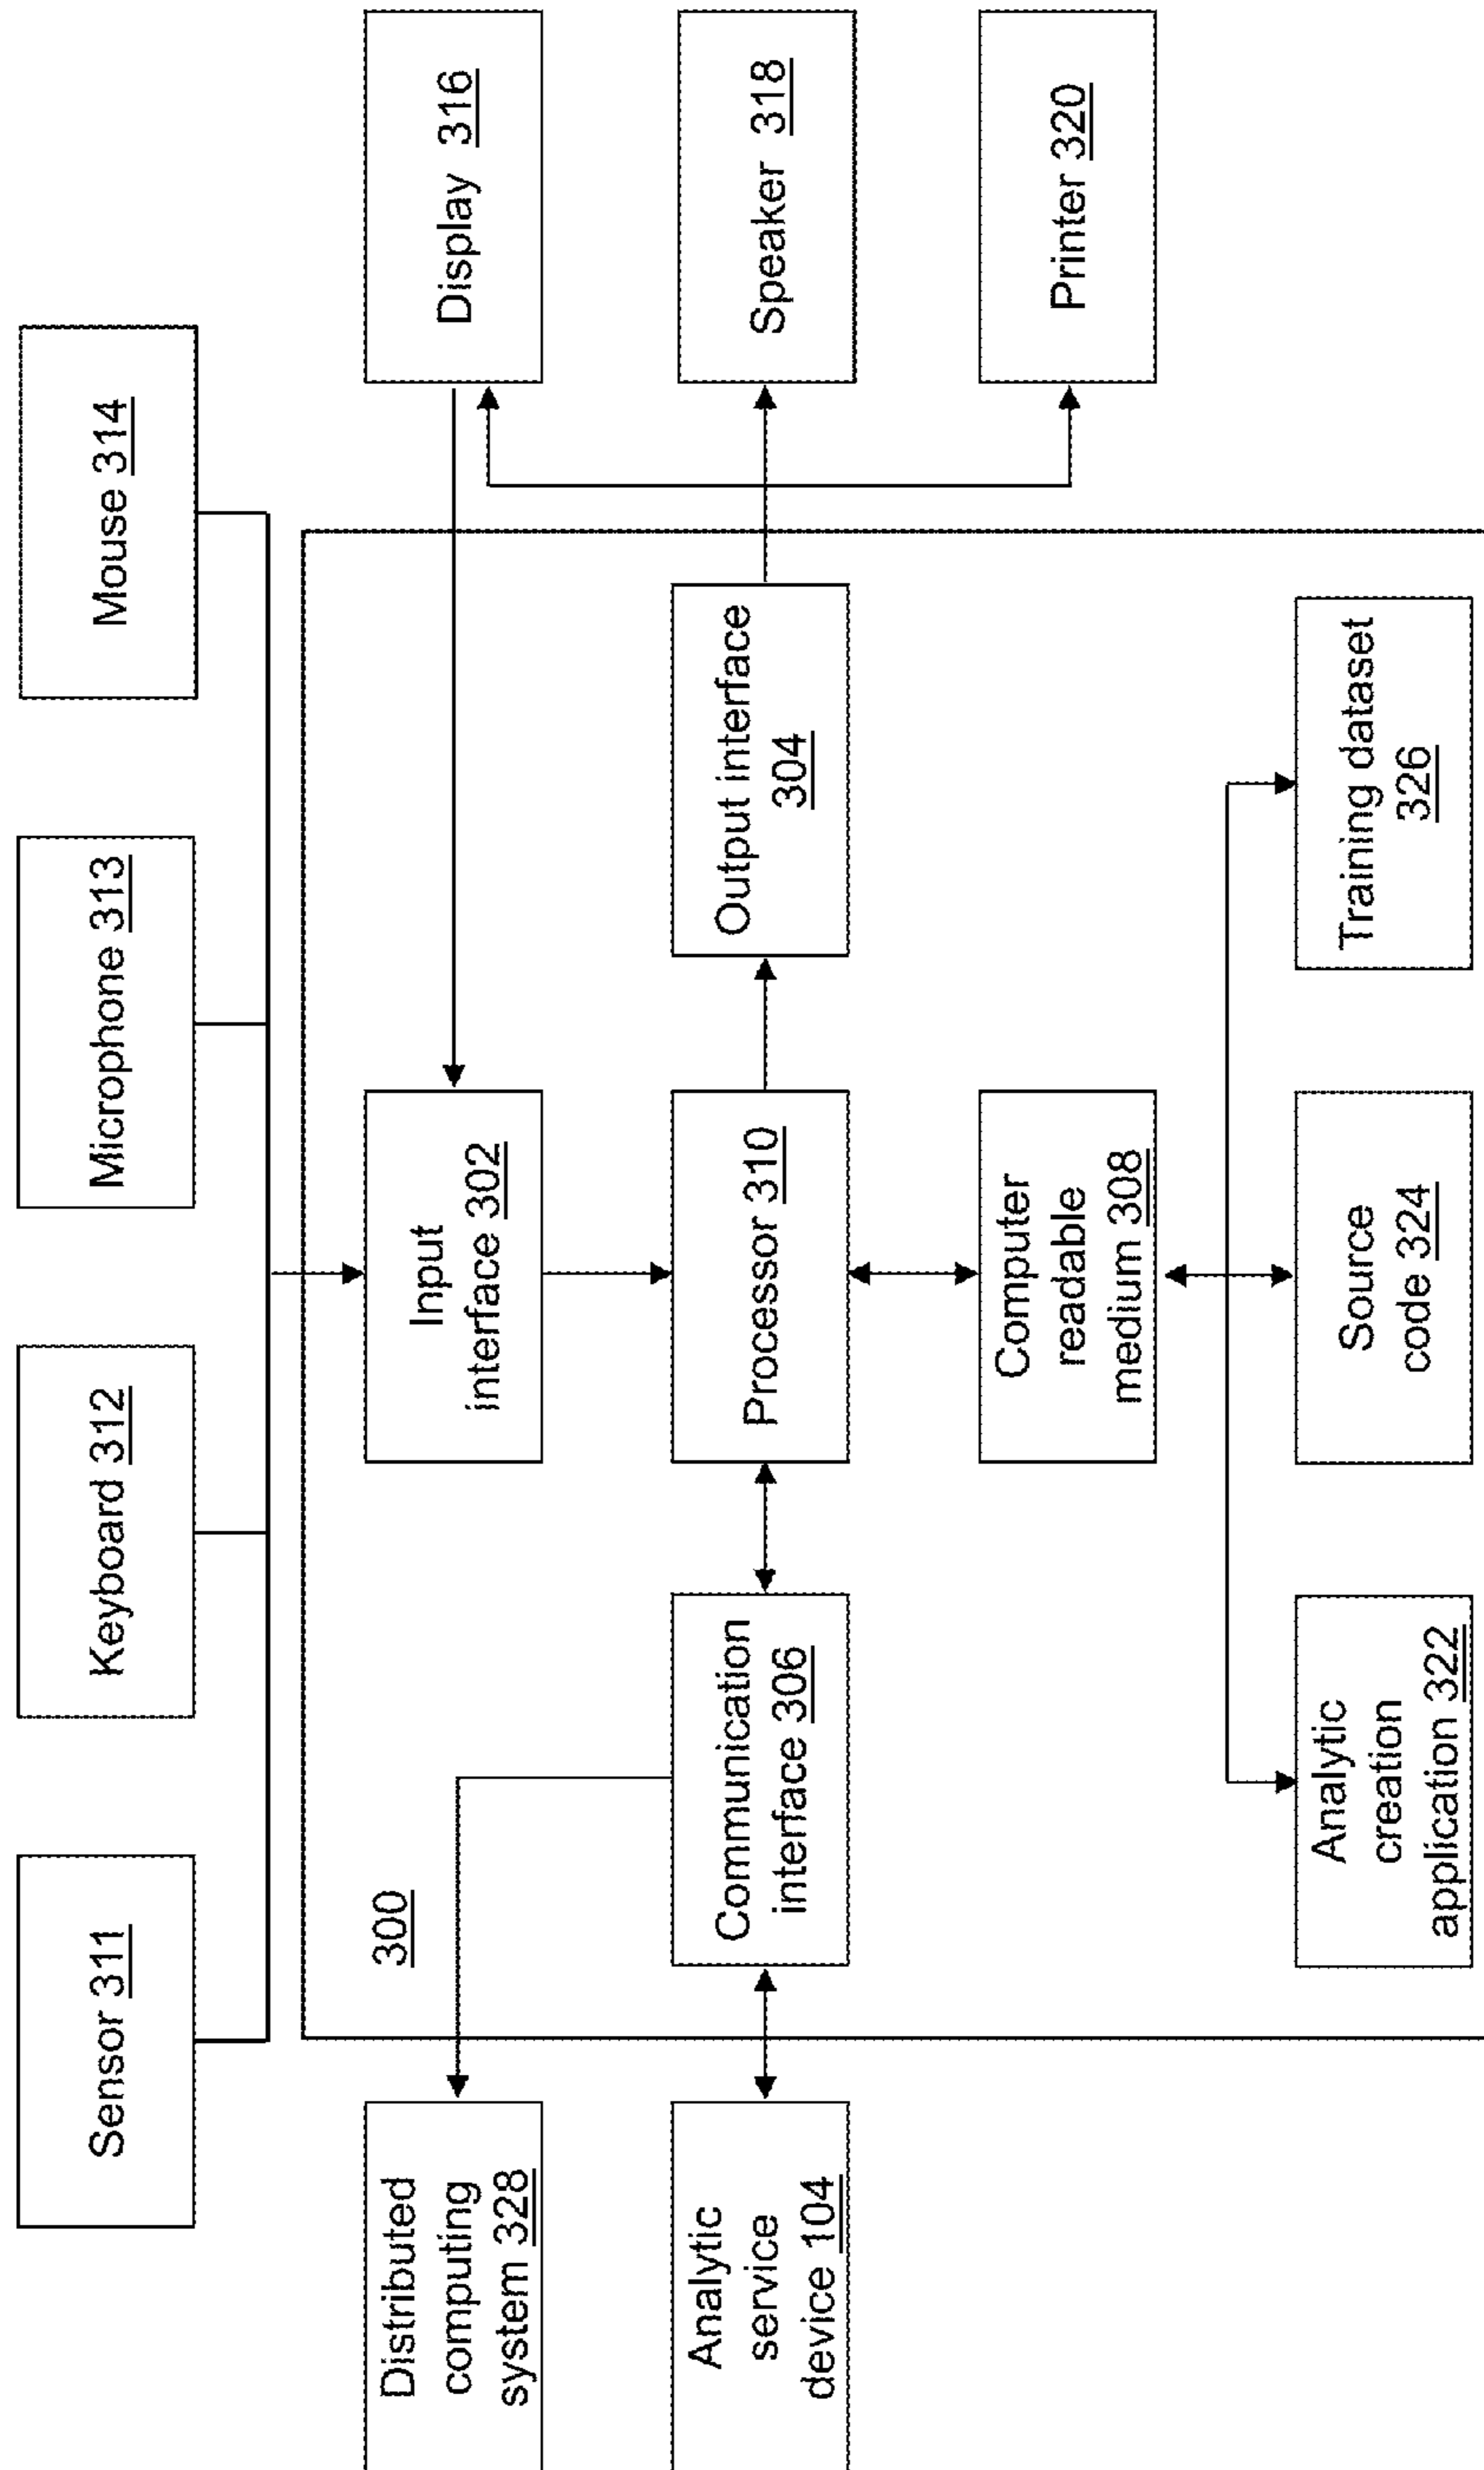 Sensor 311
Keyboard 312
Microphone 313
Mouse 314
Distributed
computing
system 328
300
Input
interface 302
Display 316
Analytic
service
device 104
Communication
interface 306
Processor 310
Output interface
304
Speaker 318
Computer
readable
medium 308
Printer 320
Analytic
creation
application 322
Source
code 324
Training dataset
326